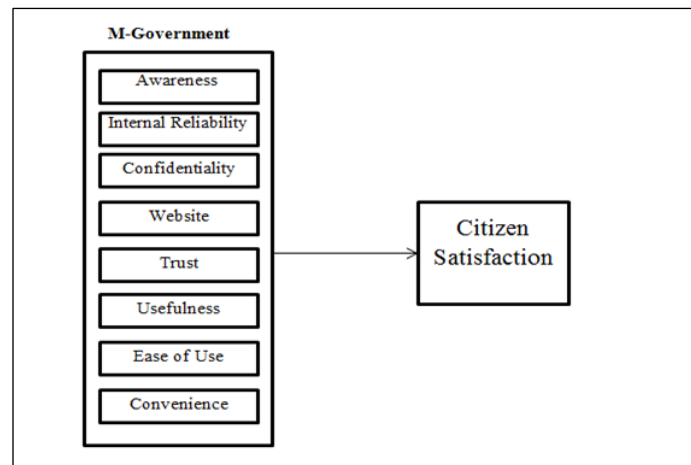 M-Government
Awareness
Internal Reliability
Confidentiality
Website
Trust
Usefulness
Ease of Use
Convenience
Citizen
Satisfaction